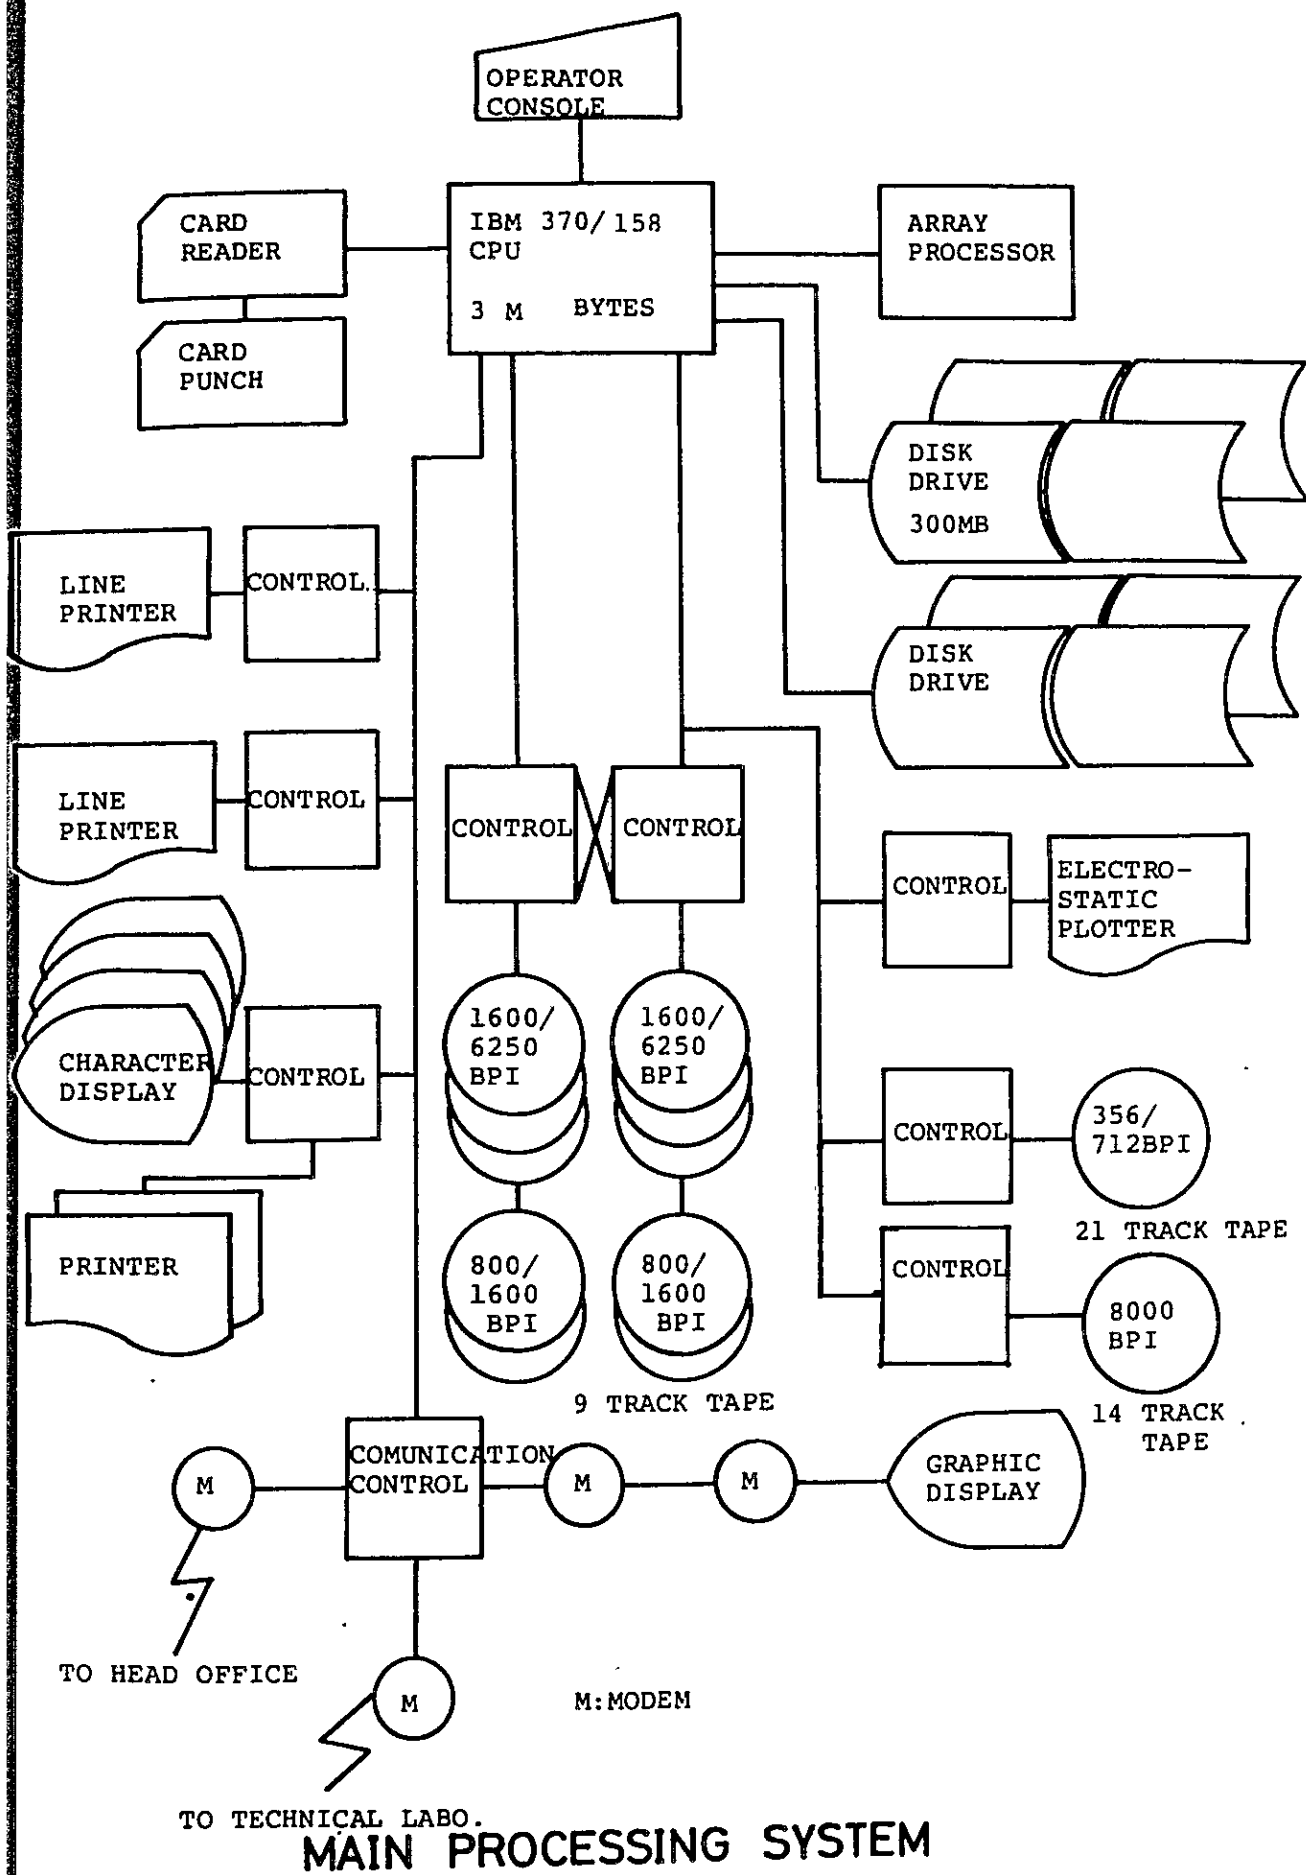 OPERATOR
CONSOLE
CARD
READER
IBM 370/158
CPU
3 M BYTES
ARRAY
PROCESSOR
CARD
PUNCH
DISK
DRIVE
300MB
LINE
PRINTER
CONTROL.
DISK
DRIVE
LINE
PRINTER
CONTROL
CONTROL
CONTROL
CONTROL
ELECTRO-
STATIC
PLOTTER
CHARACTER
DISPLAY
CONTROL
1600/
6250
BPI
1600/
6250
BPI
CONTROL
356/
712BPI
21 TRACK TAPE
PRINTER
800/
1600
BPI
800/
1600
BPI
9 TRACK TAPE
CONTROL
8000
BPI
14 TRACK
TAPE
M
COMUNICATION
CONTROL
M
M
GRAPHIC
DISPLAY
TO HEAD OFFICE
M
M:MODEM
TO TECHNICAL LABO.
MAIN PROCESSING SYSTEM